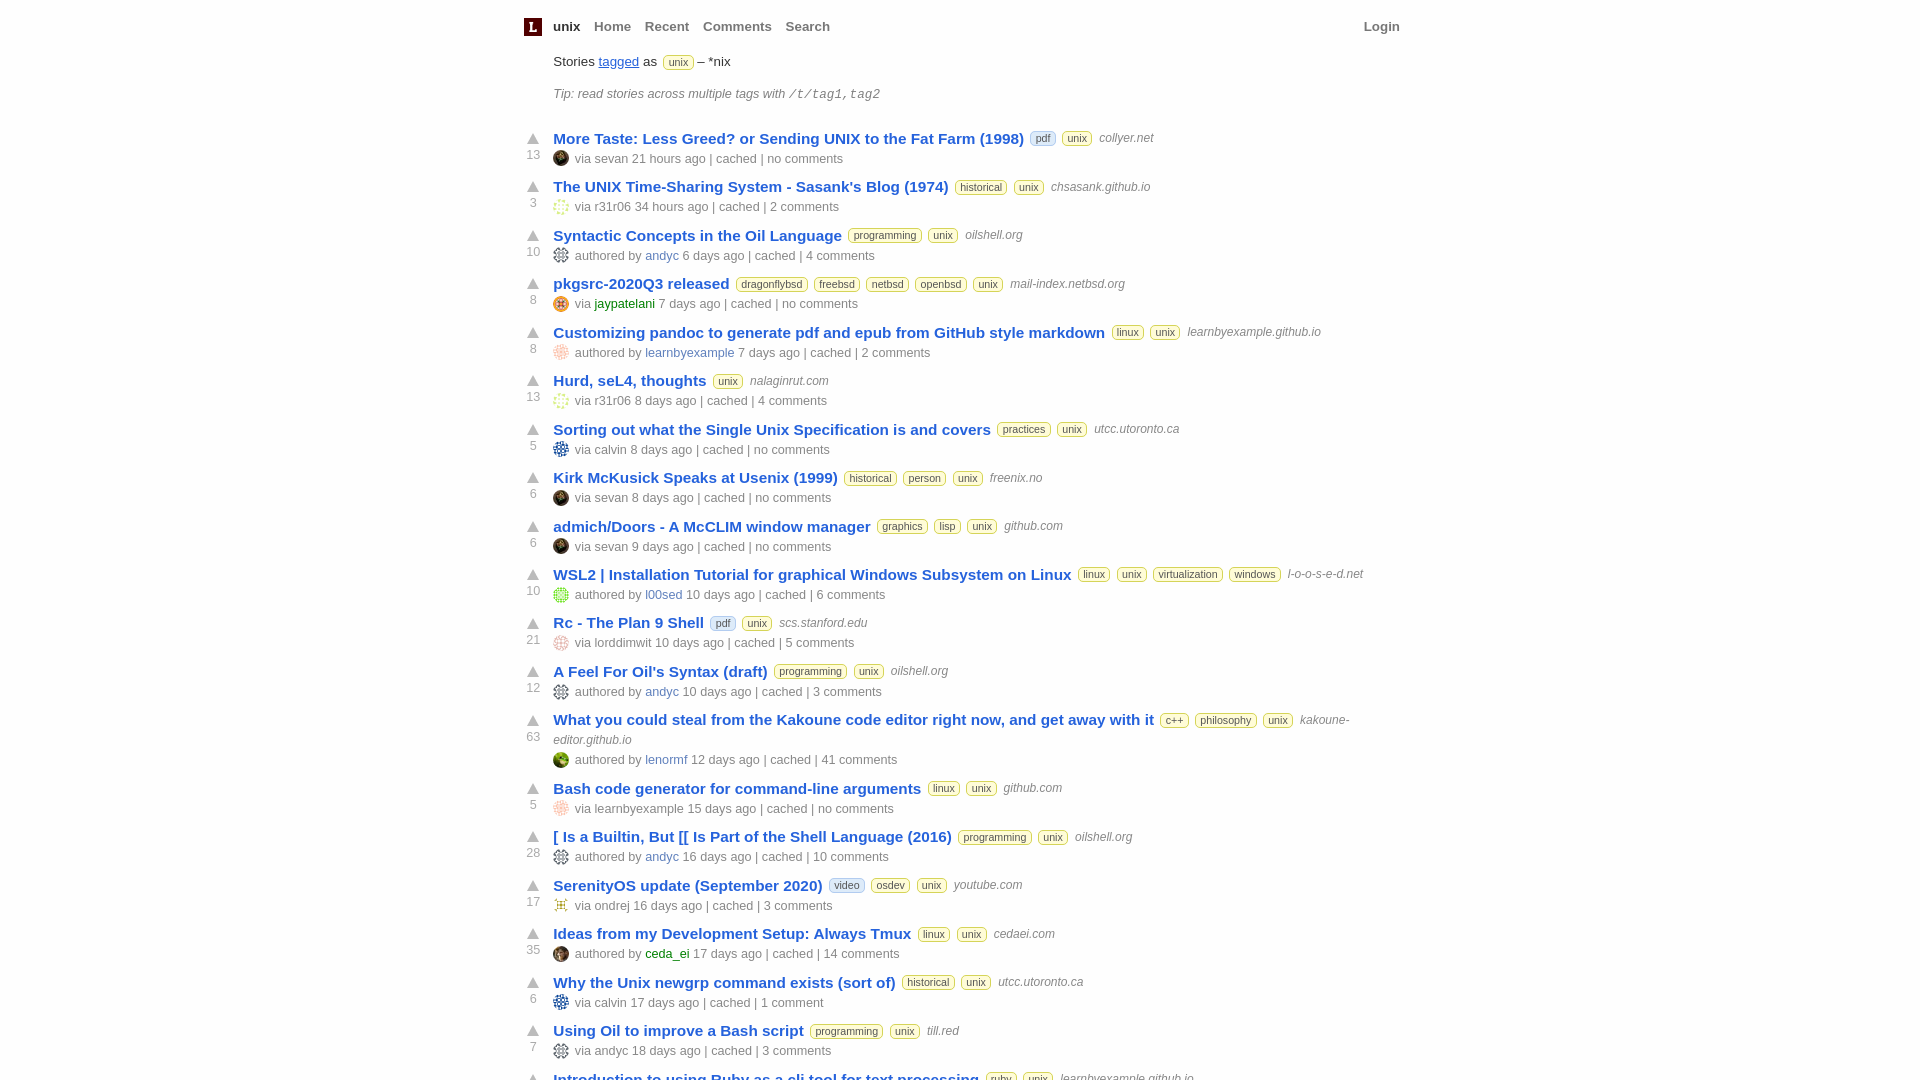 L unix Home Recent Comments Search Login
Stories tagged as unix – *nix
Tip: read stories across multiple tags with /t/tag1,tag2
More Taste: Less Greed? or Sending UNIX to the Fat Farm (1998) pdf unix collyer.net
13 via sevan 21 hours ago | cached | no comments
The UNIX Time-Sharing System - Sasank's Blog (1974) historical unix chsasank.github.io
3 via r31r06 34 hours ago | cached | 2 comments
Syntactic Concepts in the Oil Language programming unix oilshell.org
10 authored by andyc 6 days ago | cached | 4 comments
pkgsrc-2020Q3 released dragonflybsd freebsd netbsd openbsd unix mail-index.netbsd.org
8 via jaypatelani 7 days ago | cached | no comments
Customizing pandoc to generate pdf and epub from GitHub style markdown linux unix learnbyexample.github.io
8 authored by learnbyexample 7 days ago | cached | 2 comments
Hurd, seL4, thoughts unix nalaginrut.com
13 via r31r06 8 days ago | cached | 4 comments
Sorting out what the Single Unix Specification is and covers practices unix utcc.utoronto.ca
5 via calvin 8 days ago | cached | no comments
Kirk McKusick Speaks at Usenix (1999) historical person unix freenix.no
6 via sevan 8 days ago | cached | no comments
admich/Doors - A McCLIM window manager graphics lisp unix github.com
6 via sevan 9 days ago | cached | no comments
WSL2 | Installation Tutorial for graphical Windows Subsystem on Linux linux unix virtualization windows l-o-o-s-e-d.net
10 authored by l00sed 10 days ago | cached | 6 comments
Rc - The Plan 9 Shell pdf unix scs.stanford.edu
21 via lorddimwit 10 days ago | cached | 5 comments
A Feel For Oil's Syntax (draft) programming unix oilshell.org
12 authored by andyc 10 days ago | cached | 3 comments
What you could steal from the Kakoune code editor right now, and get away with it c++ philosophy unix kakoune-
63 editor.github.io
authored by lenormf 12 days ago | cached | 41 comments
Bash code generator for command-line arguments linux unix github.com
5 via learnbyexample 15 days ago | cached | no comments
[ Is a Builtin, But [[ Is Part of the Shell Language (2016) programming unix oilshell.org
28 authored by andyc 16 days ago | cached | 10 comments
SerenityOS update (September 2020) video osdev unix youtube.com
17 via ondrej 16 days ago | cached | 3 comments
Ideas from my Development Setup: Always Tmux linux unix cedaei.com
35 authored by ceda_ei 17 days ago | cached | 14 comments
Why the Unix newgrp command exists (sort of) historical unix utcc.utoronto.ca
6 via calvin 17 days ago | cached | 1 comment
Using Oil to improve a Bash script programming unix till.red
7 via andyc 18 days ago | cached | 3 comments
Introduction to using Ruby as a cli tool for text processing ruby unix learnbyexample.github.io